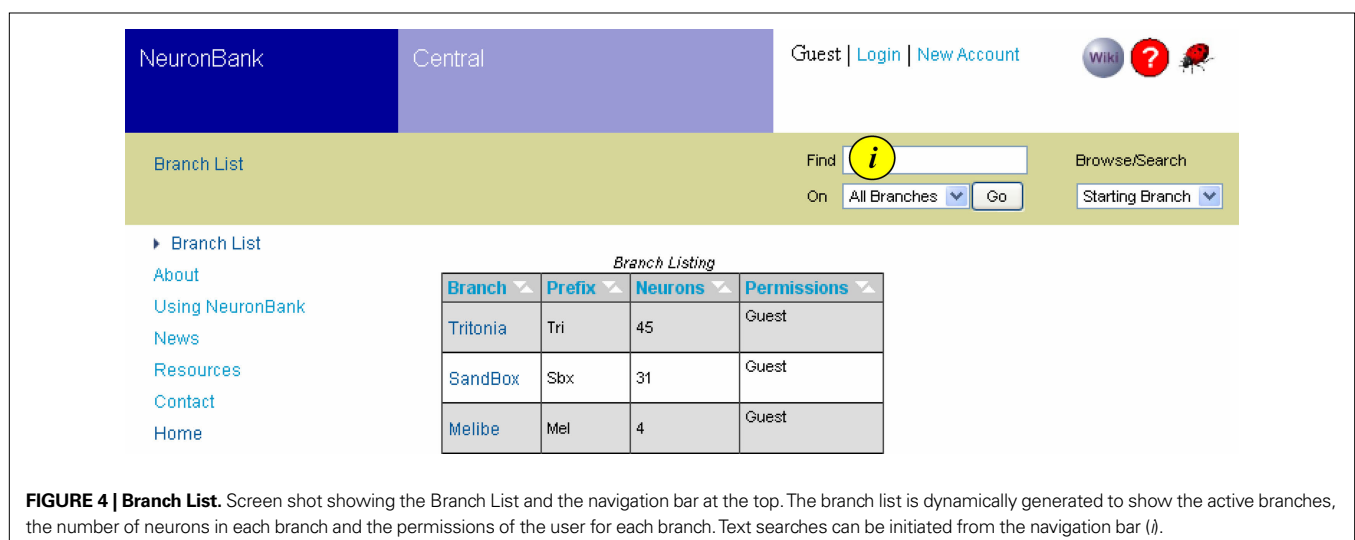 NeuronBank
Central
Guest | Login | New Account
Wiki ?
Branch List
Find i
Browse/Search
On All Branches Go
Starting Branch
Branch List
About
Using NeuronBank
News
Resources
Contact
Home
Branch Listing
Branch Prefix Neurons Permissions
Tritonia Tri 45 Guest
SandBox Sbx 31 Guest
Melibe Mel 4 Guest
FIGURE 4 | Branch List. Screen shot showing the Branch List and the navigation bar at the top. The branch list is dynamically generated to show the active branches,
the number of neurons in each branch and the permissions of the user for each branch. Text searches can be initiated from the navigation bar (i).